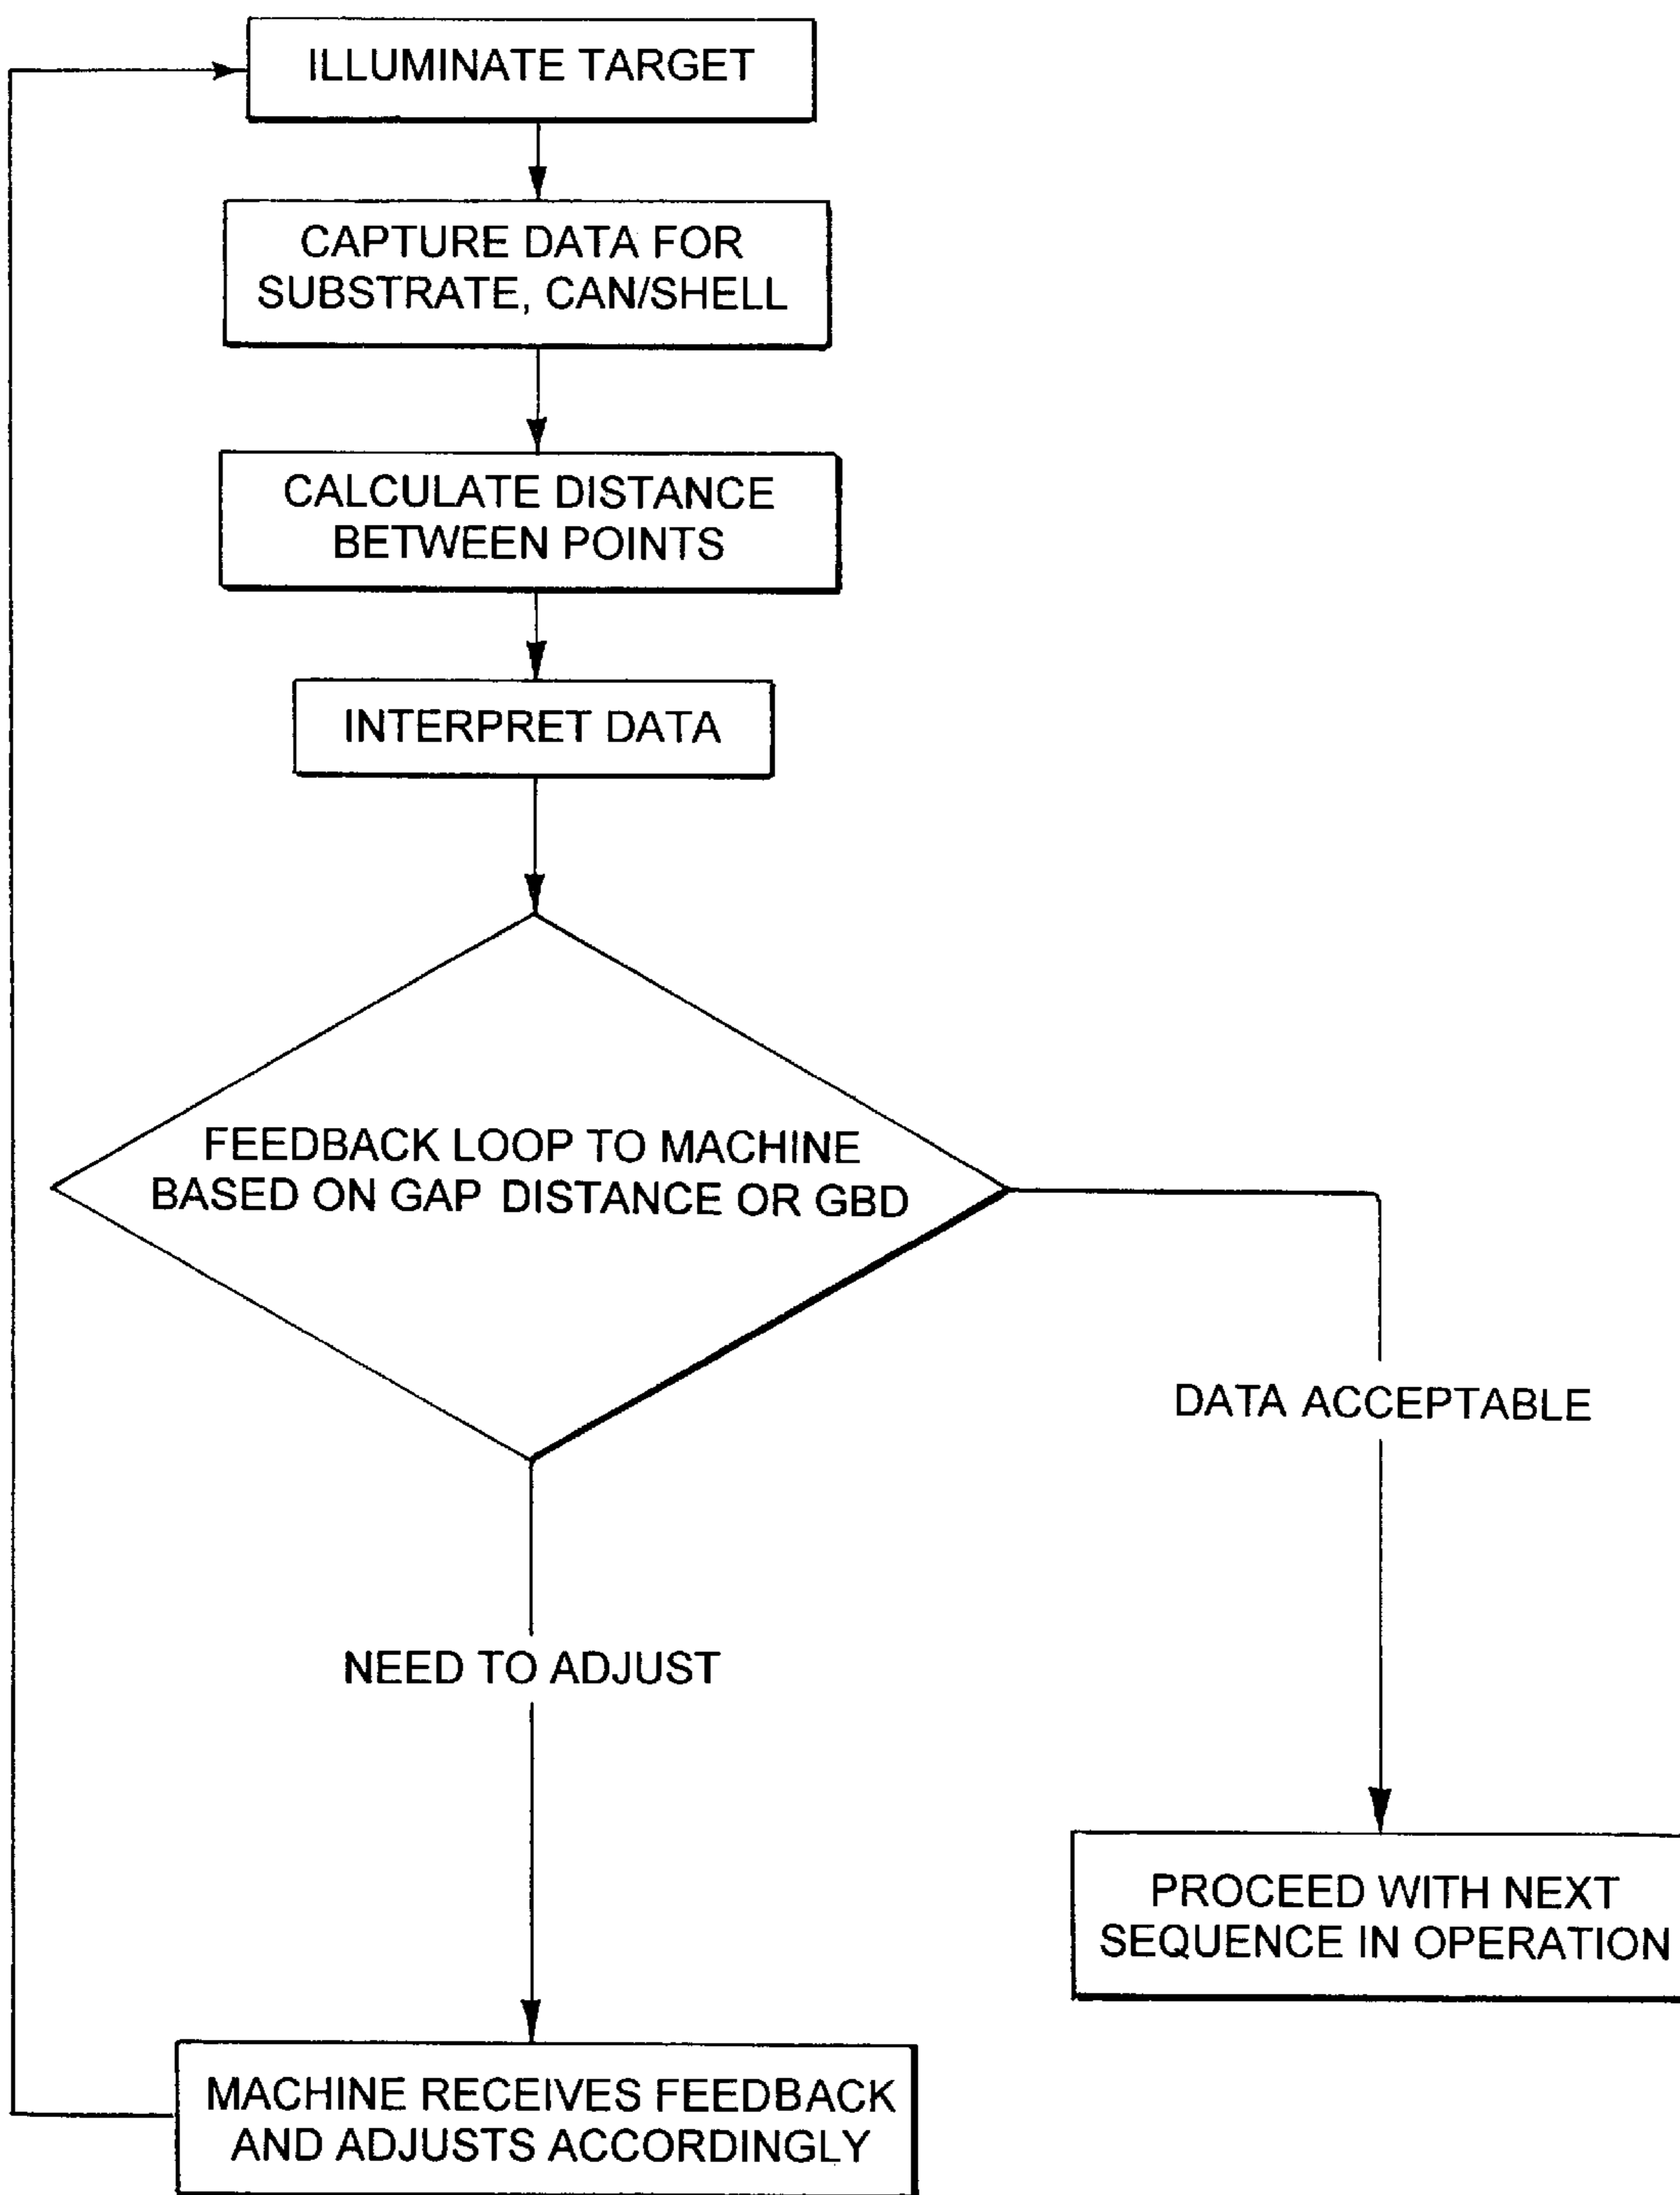 ILLUMINATE TARGET
CAPTURE DATA FOR
SUBSTRATE, CAN/SHELL
CALCULATE DISTANCE
BETWEEN POINTS
INTERPRET DATA
FEEDBACK LOOP TO MACHINE
BASED ON GAP DISTANCE OR GBD
DATA ACCEPTABLE
NEED TO ADJUST
PROCEED WITH NEXT
SEQUENCE IN OPERATION
MACHINE RECEIVES FEEDBACK
AND ADJUSTS ACCORDINGLY